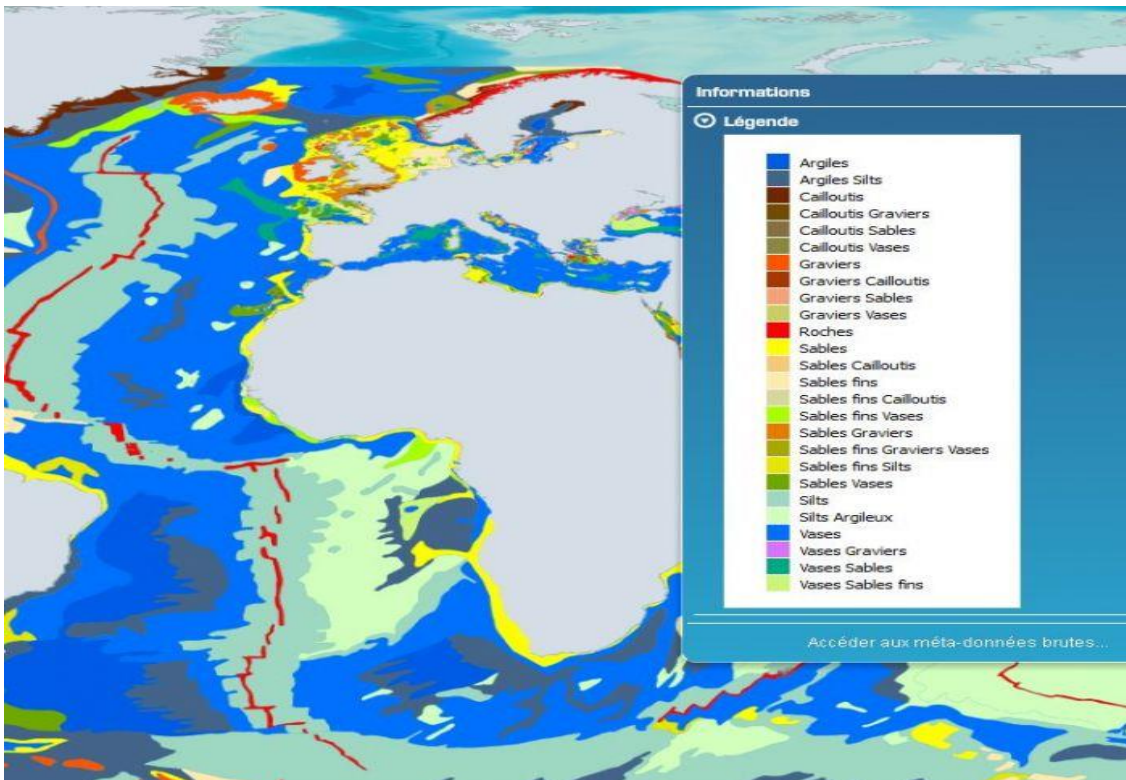 Informations
Légende
Argiles
Argiles Silts
Cailloutis
Cailloutis Graviers
Cailloutis Sables
Cailloutis Vases
Graviers
Graviers Cailloutis
Graviers Sables
Graviers Vases
Roches
Sables
Sables Cailloutis
Sables fins
Sables fins Cailloutis
Sables fins Vases
Sables Graviers
Sables fins Graviers Vases
Sables fins Silts
Sables Vases
Silts
Silts Argileux
Vases
Vases Graviers
Vases Sables
Vases Sables fins
Accéder aux méta-données brutes...